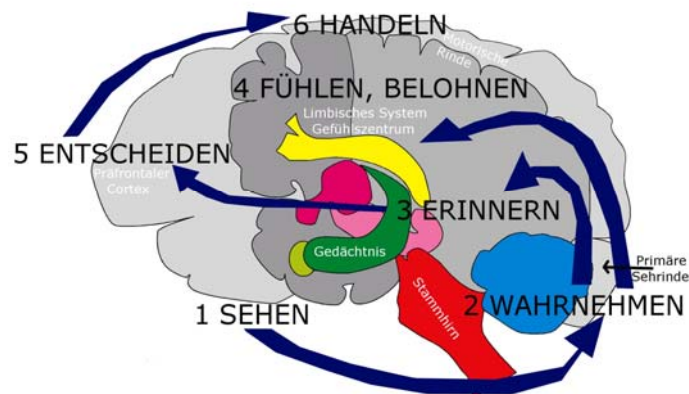 6 HANDELN
Motorische
Rinde
4 FÜHLEN, BELOHNEN
Limbisches System
Gefühlszentrum
5 ENTSCHEIDEN
Präfrontaler
Cortex
3 ERINNERN
Gedächtnis
Primäre
Sehrinde
Stammhirn
1 SEHEN
2 WAHRNEHMEN